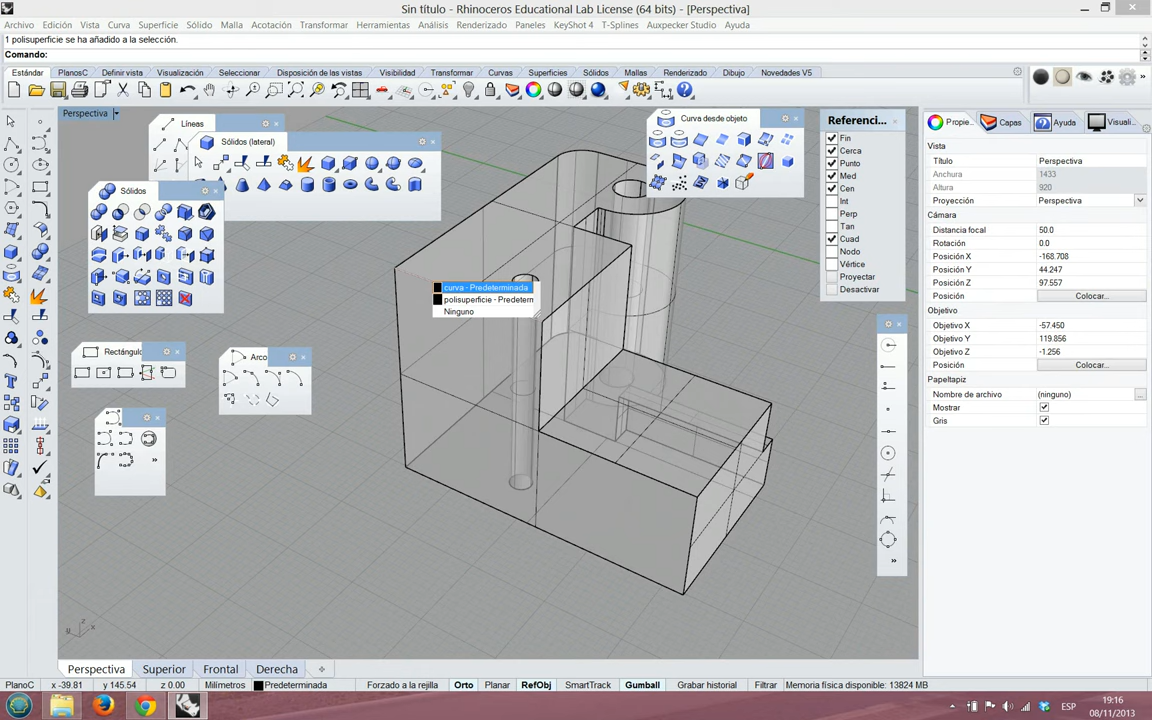 Sin título - Rhinoceros Educational Lab License (64 bits) - [Perspectiva]
Archivo Edición Vista Curva Superficie Sólido Malla Acotación Transformar Herramientas Análisis Renderizado Paneles KeyShot 4 T-Splines Auxpecker Studio Ayuda
1 polisuperficie se ha añadido a la selección.
Comando:
Estándar PlanosC Definir vista Visualización Seleccionar Disposición de las vistas Visibilidad Transformar Curvas Superficies Sólidos Mallas Renderizado Dibujo Novedades V5
Perspectiva
Líneas
Sólidos (lateral)
Sólidos
Rectángulo
Arco
Curva desde objeto
curva - Predeterminada
polisuperficie - Predetern
Ninguno
Referenci...
Fin
Cerca
Punto
Med
Cen
Int
Perp
Tan
Cuad
Nodo
Vértice
Proyectar
Desactivar
Propie... Capas Ayuda Visuali...
Vista
Título Perspectiva
Anchura 1433
Altura 920
Proyección Perspectiva
Cámara
Distancia focal 50.0
Rotación 0.0
Posición X -168.708
Posición Y 44.247
Posición Z 97.557
Posición Colocar...
Objetivo
Objetivo X -57.450
Objetivo Y 119.856
Objetivo Z -1.256
Posición Colocar...
Papeltapiz
Nombre de archivo (ninguno) ...
Mostrar
Gris
z
y x
Perspectiva Superior Frontal Derecha
PlanoC x -39.81 y 145.54 z 0.00 Milímetros Predeterminada Forzado a la rejilla Orto Planar RefObj SmartTrack Gumball Grabar historial Filtrar Memoria física disponible: 13824 MB
ESP
19:16
08/11/2013